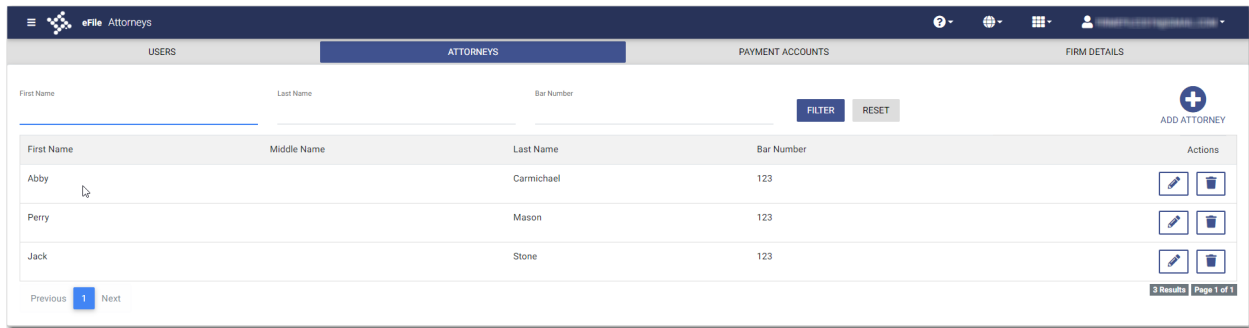 eFile Attorneys
USERS ATTORNEYS PAYMENT ACCOUNTS FIRM DETAILS
First Name Last Name Bar Number
FILTER RESET
ADD ATTORNEY
First Name Middle Name Last Name Bar Number Actions
Abby Carmichael 123
Perry Mason 123
Jack Stone 123
Previous 1 Next
3 Results Page 1 of 1